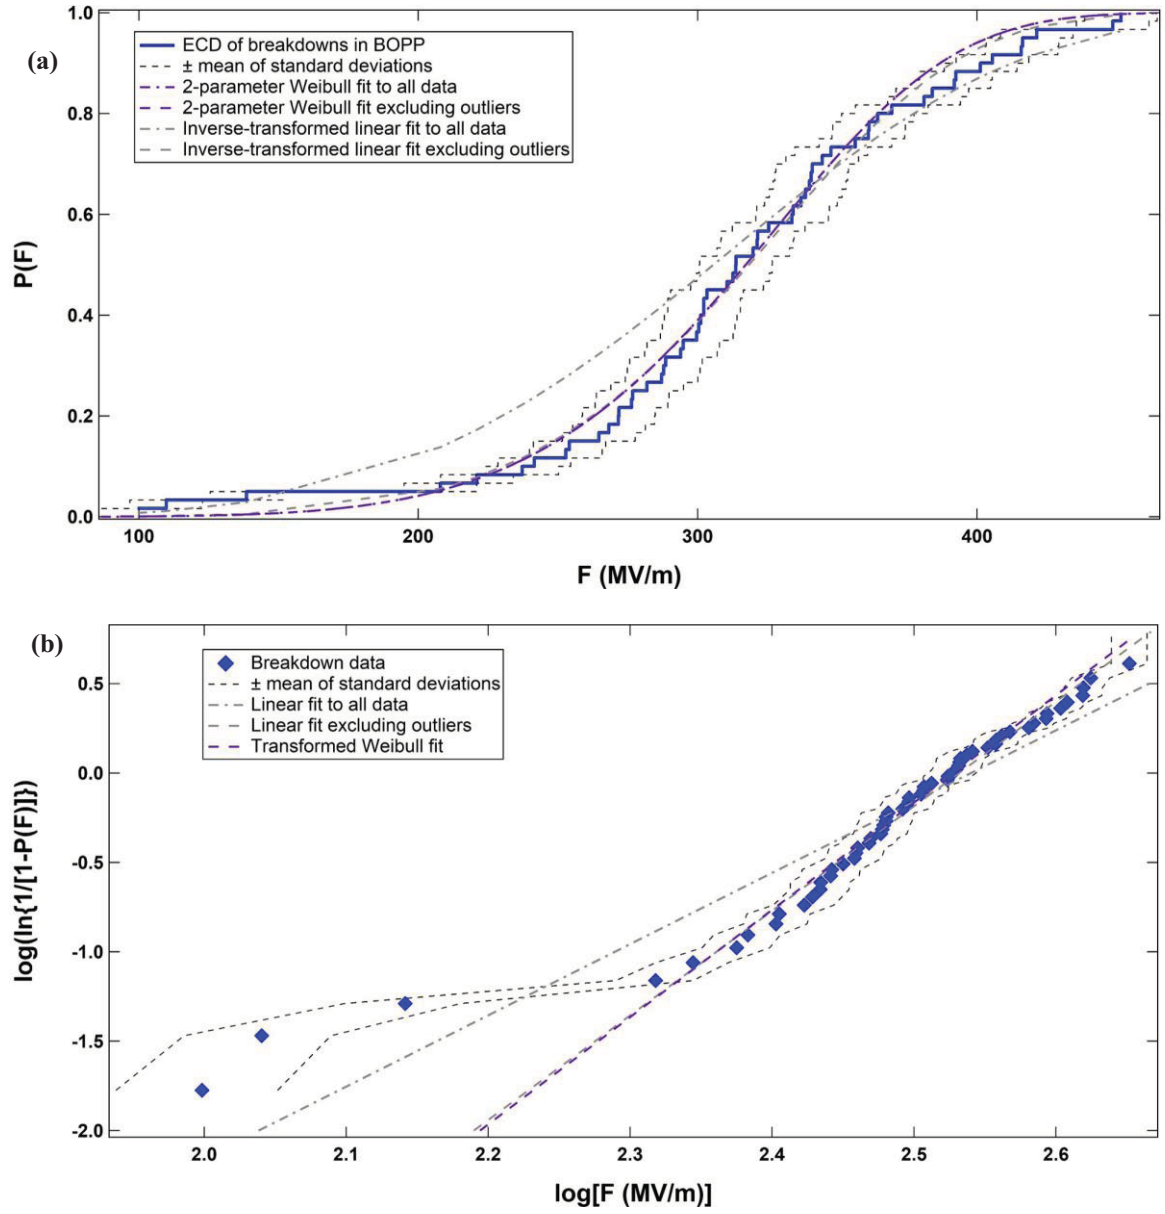 (a)
1.0
0.8
0.6
0.4
0.2
0.0
P(F)
ECD of breakdowns in BOPP
± mean of standard deviations
2-parameter Weibull fit to all data
2-parameter Weibull fit excluding outliers
Inverse-transformed linear fit to all data
Inverse-transformed linear fit excluding outliers
100 200 300 400
F (MV/m)
(b)
0.5
0.0
-0.5
-1.0
-1.5
-2.0
log(ln{1/[1-P(F)]})
Breakdown data
± mean of standard deviations
Linear fit to all data
Linear fit excluding outliers
Transformed Weibull fit
2.0 2.1 2.2 2.3 2.4 2.5 2.6
log[F (MV/m)]